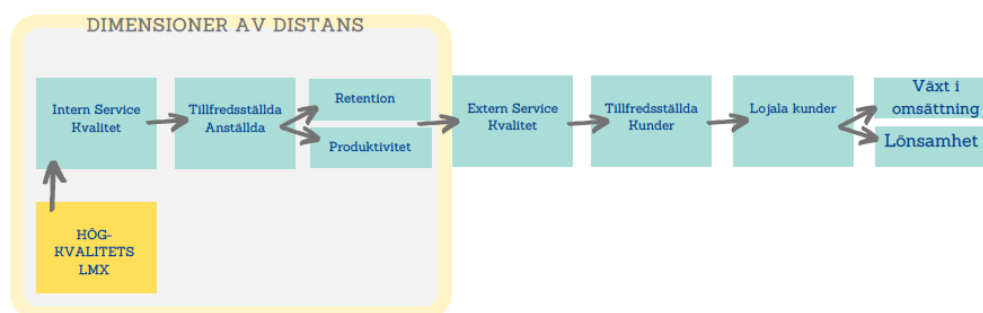 DIMENSIONER AV DISTANS
Intern Service
Kvalitet
Tillfredsställda
Anställda
Retention
Produktivitet
Extern Service
Kvalitet
Tillfredsställda
Kunder
Lojala kunder
Växt i
omsättning
Lönsamhet
HÖG-
KVALITETS
LMX